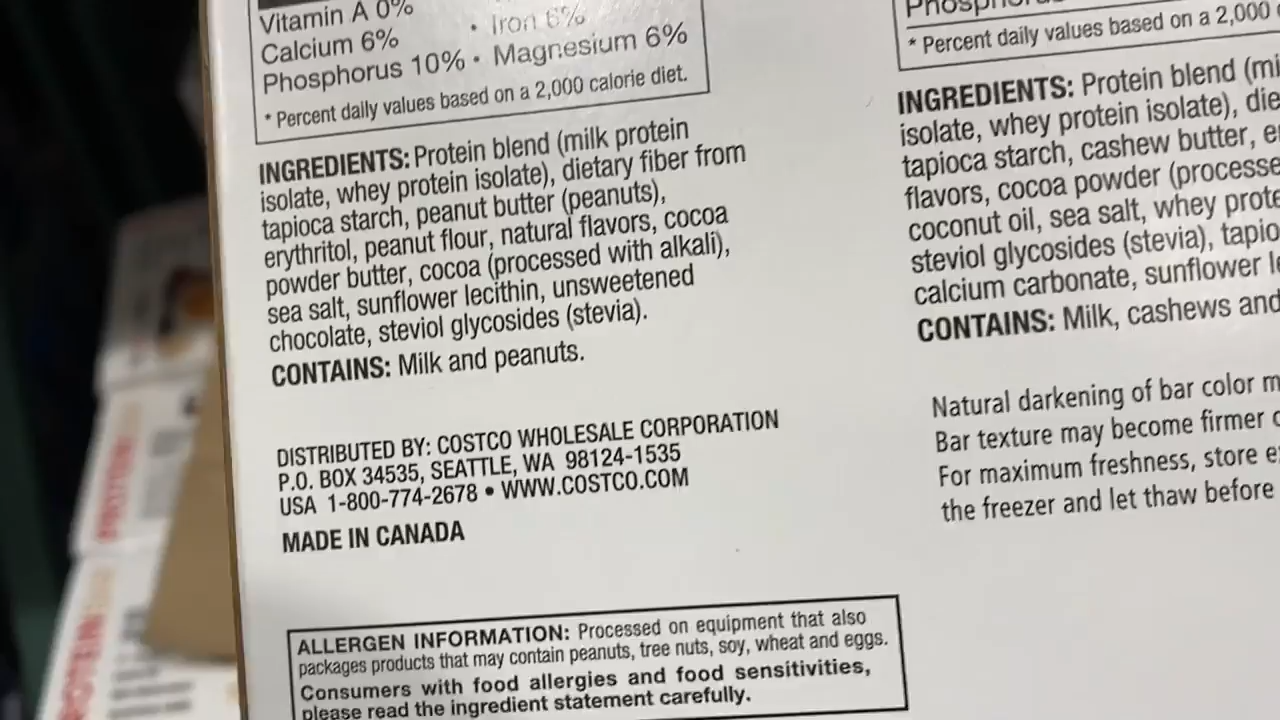 Vitamin A 0%
Calcium 6% • Iron 6%
Phosphorus 10% • Magnesium 6%
* Percent daily values based on a 2,000 calorie diet.
INGREDIENTS: Protein blend (milk protein
isolate, whey protein isolate), dietary fiber from
tapioca starch, peanut butter (peanuts),
erythritol, peanut flour, natural flavors, cocoa
powder butter, cocoa (processed with alkali),
sea salt, sunflower lecithin, unsweetened
chocolate, steviol glycosides (stevia).
CONTAINS: Milk and peanuts.
DISTRIBUTED BY: COSTCO WHOLESALE CORPORATION
P.O. BOX 34535, SEATTLE, WA 98124-1535
USA 1-800-774-2678 • WWW.COSTCO.COM
MADE IN CANADA
ALLERGEN INFORMATION: Processed on equipment that also
packages products that may contain peanuts, tree nuts, soy, wheat and eggs.
Consumers with food allergies and food sensitivities,
please read the ingredient statement carefully.
* Percent daily values based on a 2,000
INGREDIENTS: Protein blend
isolate, whey protein isolate),
tapioca starch, cashew butter,
flavors, cocoa powder
coconut oil, sea salt, whey
steviol glycosides (stevia),
calcium carbonate, sunflower
CONTAINS: Milk, cashews and
Natural darkening of bar color
Bar texture may become firmer
For maximum freshness, store
the freezer and let thaw before